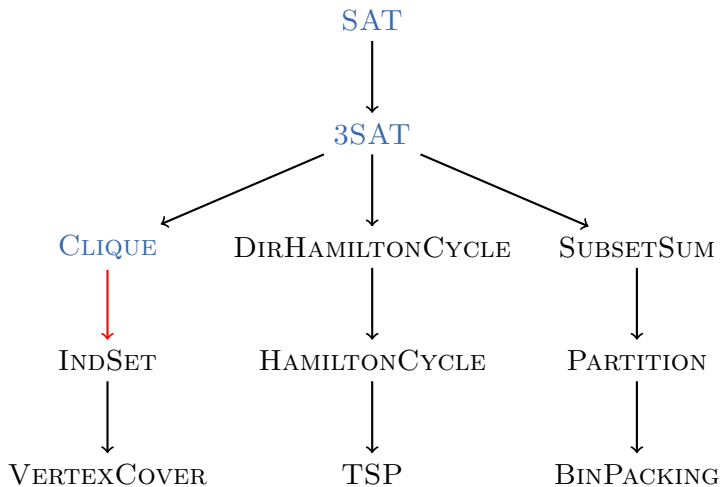 SAT
3SAT
CLIQUE DIRHAMILTONCYCLE SUBSETSUM
INDSET HAMILTONCYCLE PARTITION
VERTEXCOVER TSP BINPACKING